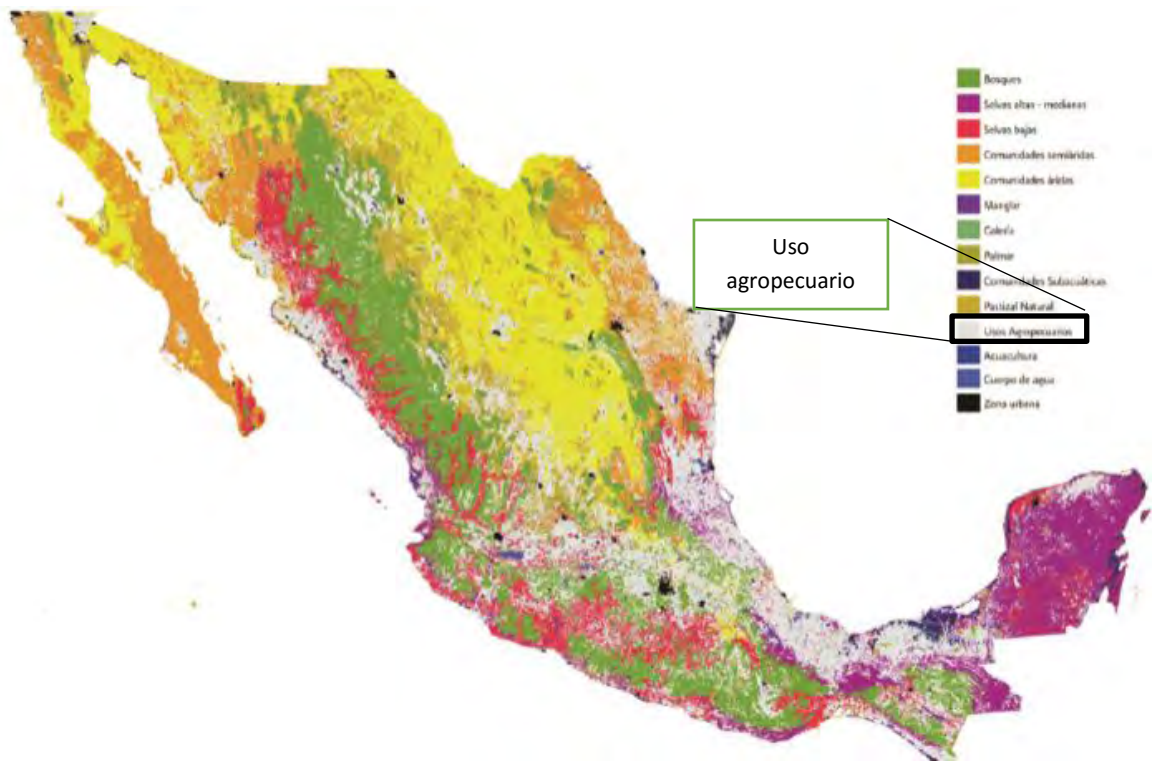 Bosques
Selvas altas - medianas
Selvas bajas
Comunidades semiáridas
Comunidades áridas
Manglar
Galería
Palmar
Comunidades Subacuáticas
Pastizal Natural
Usos Agropecuarios
Acuacultura
Cuerpo de agua
Zona urbana
Uso
agropecuario